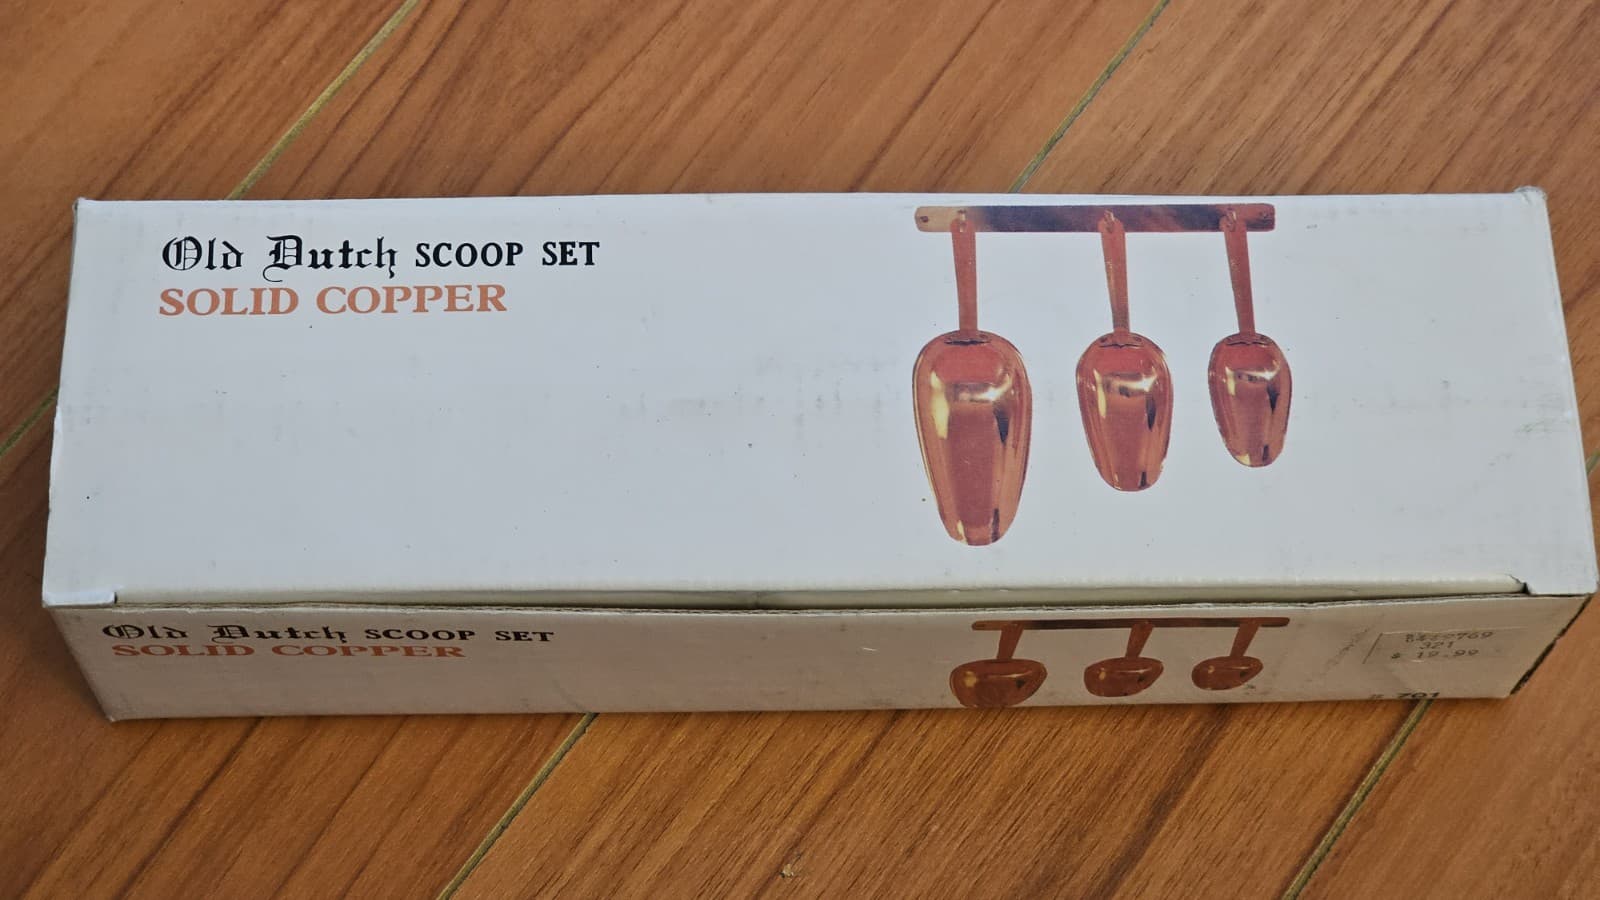 Old Dutch SCOOP SET
SOLID COPPER
Old Dutch SCOOP SET
SOLID COPPER
321
$ 19.99
701